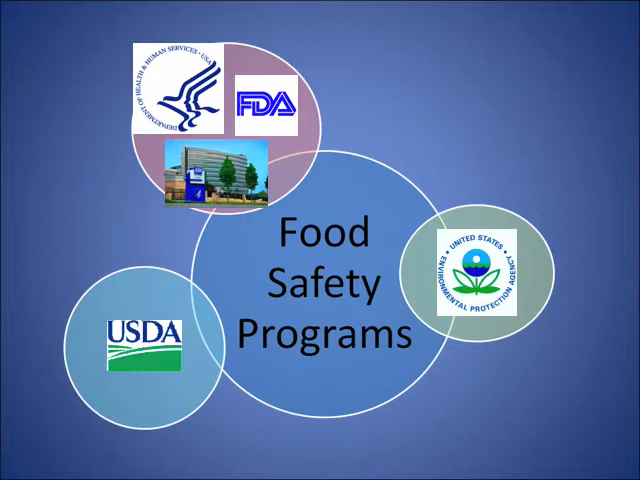 DEPARTMENT OF HEALTH & HUMAN SERVICES • USA
FDA
Food
Safety
Programs
• UNITED STATES •
ENVIRONMENTAL PROTECTION AGENCY
USDA